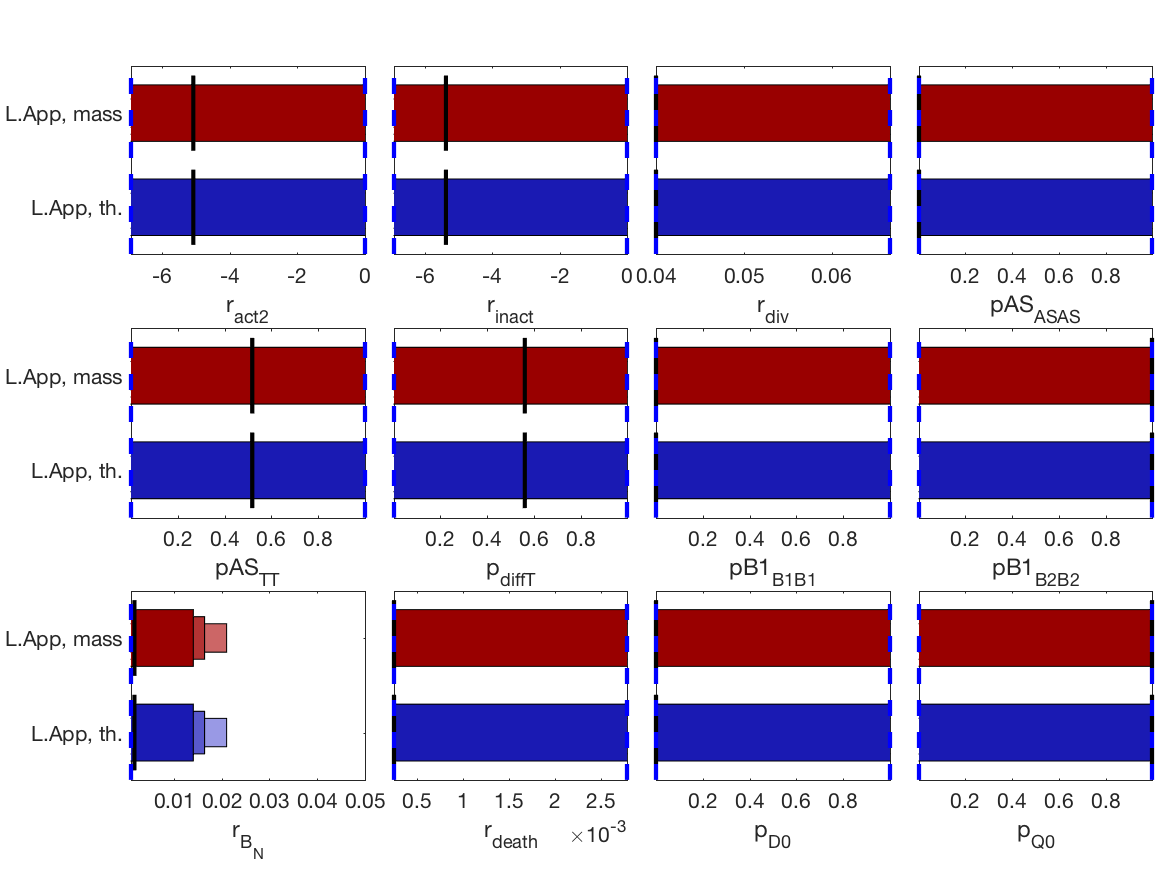 L.App, mass
L.App, th.
-6 -4 -2 0
-6 -4 -2 0
0.04 0.05 0.06
0.2 0.4 0.6 0.8
r_act2
r_inact
r_div
pAS_ASAS
L.App, mass
L.App, th.
0.2 0.4 0.6 0.8
0.2 0.4 0.6 0.8
0.2 0.4 0.6 0.8
0.2 0.4 0.6 0.8
pAS_TT
p_diffT
pB1_B1B1
pB1_B2B2
L.App, mass
L.App, th.
0.01 0.02 0.03 0.04 0.05
0.5 1 1.5 2 2.5
0.2 0.4 0.6 0.8
0.2 0.4 0.6 0.8
r_B_N
r_death
×10^-3
p_D0
p_Q0